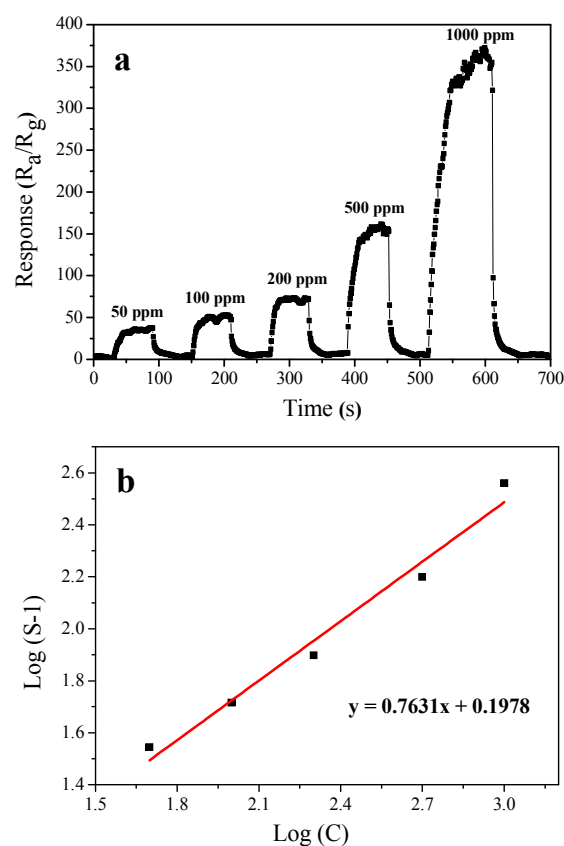 a
400
350
300
250
200
150
100
50
0
Response (Ra/Rg)
50 ppm
100 ppm
200 ppm
500 ppm
1000 ppm
0 100 200 300 400 500 600 700
Time (s)
b
2.6
2.4
2.2
2.0
1.8
1.6
1.4
Log (S-1)
y = 0.7631x + 0.1978
1.5 1.8 2.1 2.4 2.7 3.0
Log (C)